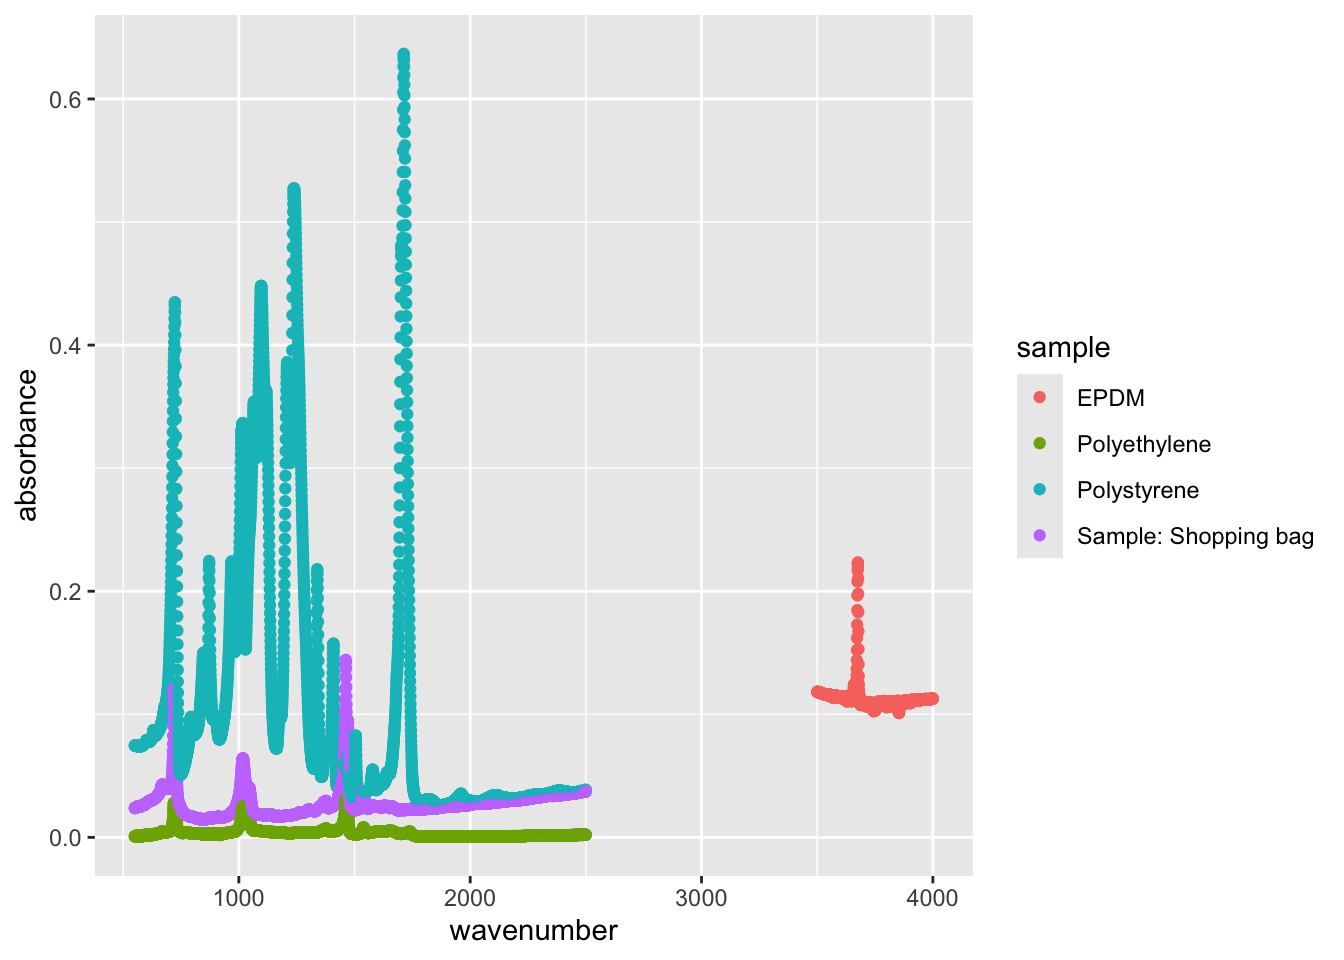 0.6
0.4
0.2
0.0
absorbance
1000
2000
3000
4000
wavenumber
sample
EPDM
Polyethylene
Polystyrene
Sample: Shopping bag